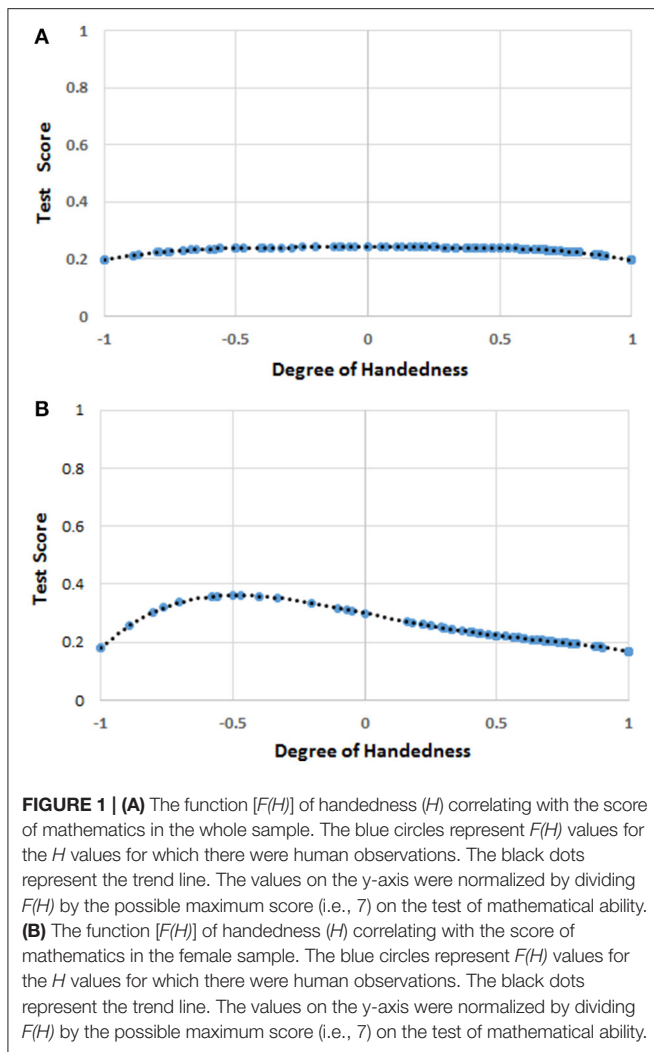 A
1
0.8
0.6
0.4
0.2
0
Test Score
-1
-0.5
0
0.5
1
Degree of Handedness
B
1
0.8
0.6
0.4
0.2
0
Test Score
-1
-0.5
0
0.5
1
Degree of Handedness
FIGURE 1 | (A) The function [F(H)] of handedness (H) correlating with the score
of mathematics in the whole sample. The blue circles represent F(H) values for
the H values for which there were human observations. The black dots
represent the trend line. The values on the y-axis were normalized by dividing
F(H) by the possible maximum score (i.e., 7) on the test of mathematical ability.
(B) The function [F(H)] of handedness (H) correlating with the score of
mathematics in the female sample. The blue circles represent F(H) values for
the H values for which there were human observations. The black dots
represent the trend line. The values on the y-axis were normalized by dividing
F(H) by the possible maximum score (i.e., 7) on the test of mathematical ability.